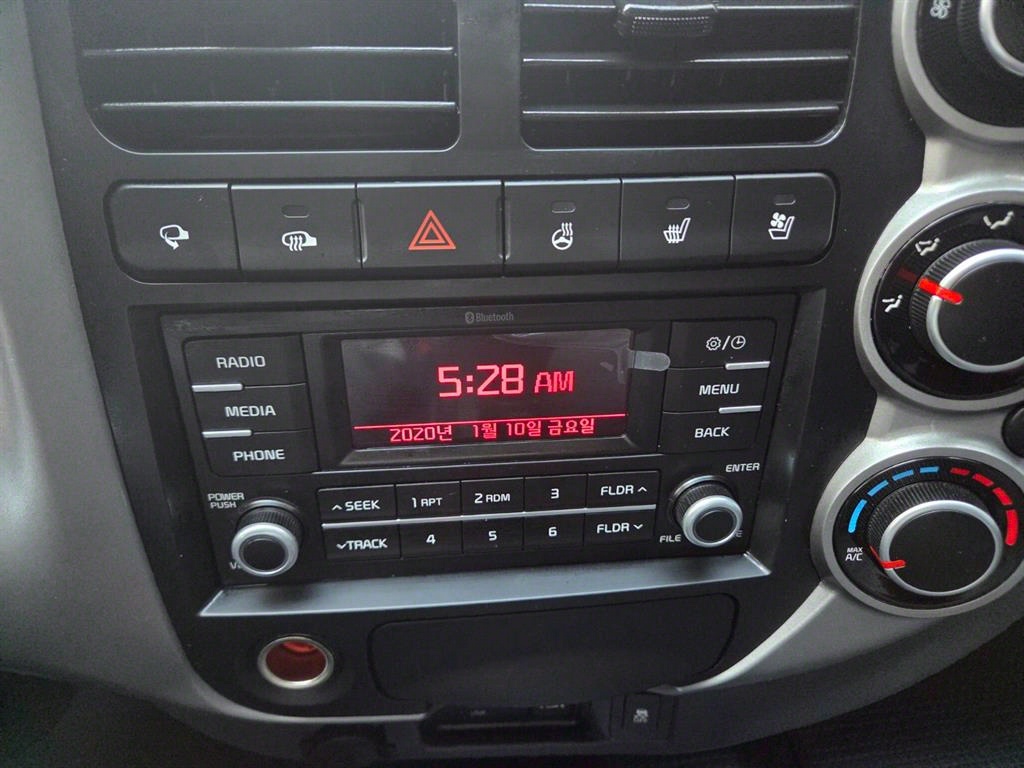 Bluetooth
RADIO
MEDIA
PHONE
5:28 AM
2020년 1월 10일 금요일
MENU
BACK
POWER
PUSH
ENTER
SEEK
1 RPT
2 RDM
3
FLDR
TRACK
4
5
6
FLDR
FILE
MAX
A/C